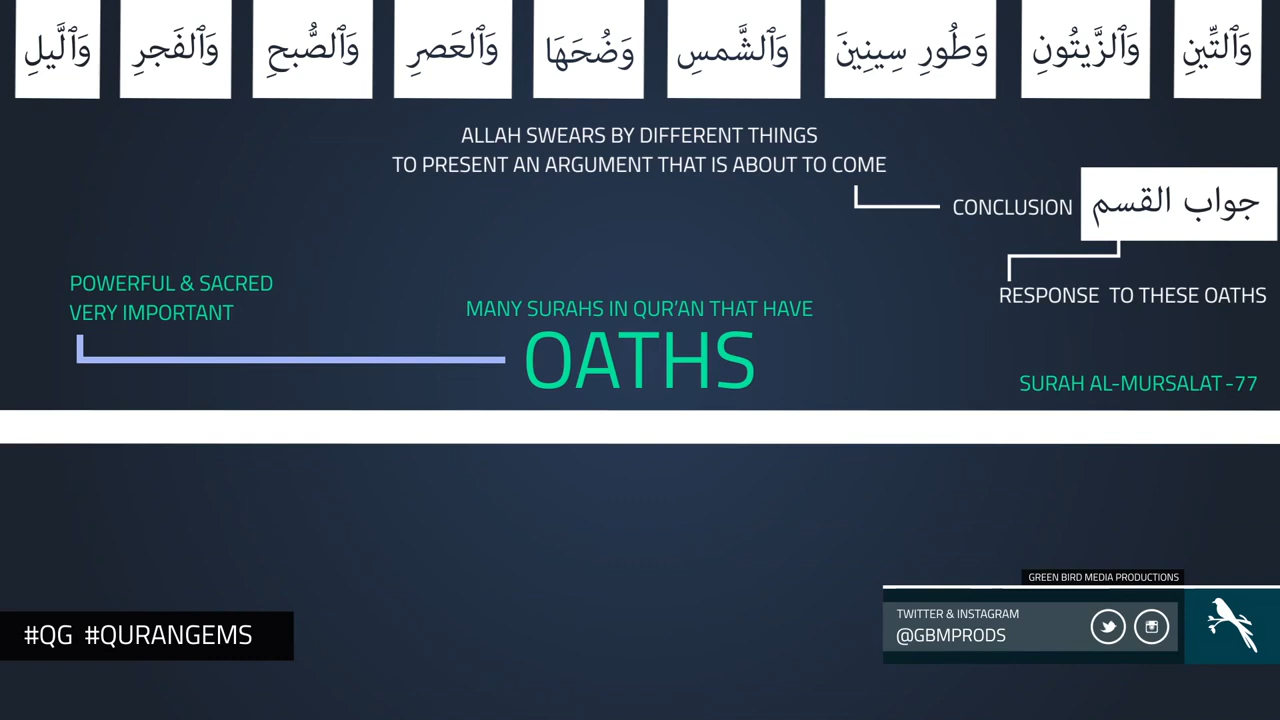 وَٱلتِّينِ وَٱلزَّيتُونِ وَطُورِ سِينِينَ وَٱلشَّمسِ وَضُحَهَا وَٱلعَصرِ وَٱلصُّبحِ وَٱلفَجرِ وَٱلَّيلِ
ALLAH SWEARS BY DIFFERENT THINGS
TO PRESENT AN ARGUMENT THAT IS ABOUT TO COME
CONCLUSION جواب القسم
RESPONSE TO THESE OATHS
POWERFUL & SACRED
VERY IMPORTANT
MANY SURAHS IN QUR'AN THAT HAVE
OATHS
SURAH AL-MURSALAT -77
GREEN BIRD MEDIA PRODUCTIONS
TWITTER & INSTAGRAM
@GBMPRODS
#QG #QURANGEMS